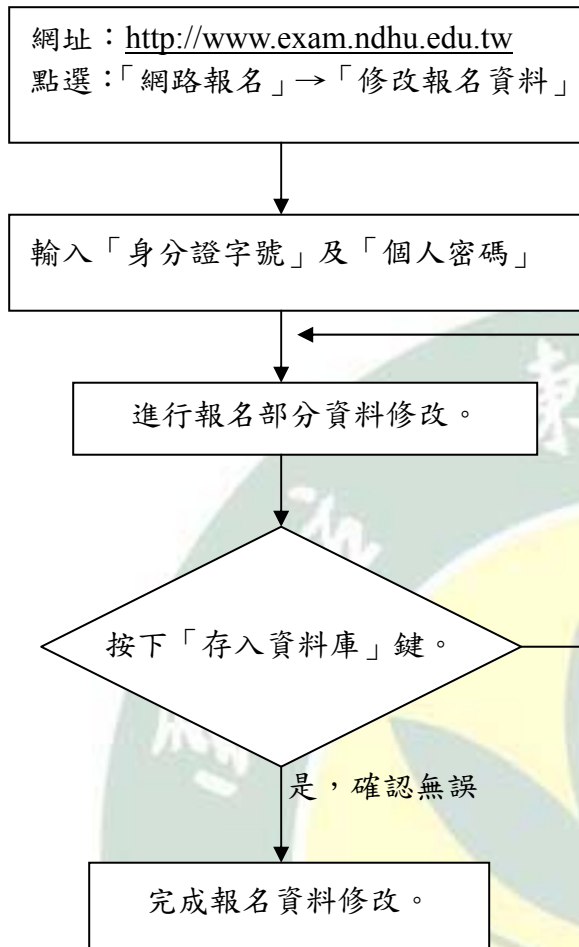 網址：http://www.exam.ndhu.edu.tw
點選：「網路報名」→「修改報名資料」
輸入「身分證字號」及「個人密碼」
進行報名部分資料修改。
按下「存入資料庫」鍵。
是，確認無誤
完成報名資料修改。